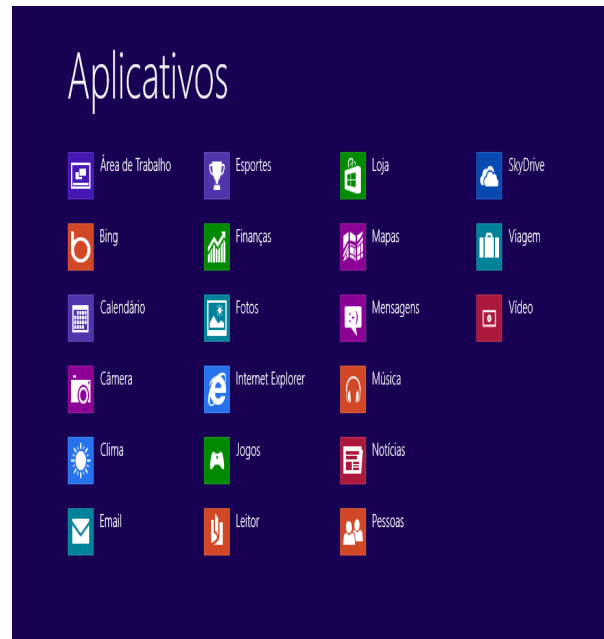 Aplicativos
Área de Trabalho
Bing
Calendário
Câmera
Clima
Email
Esportes
Finanças
Fotos
Internet Explorer
Jogos
Leitor
Loja
Mapas
Mensagens
Música
Notícias
Pessoas
SkyDrive
Viagem
Vídeo